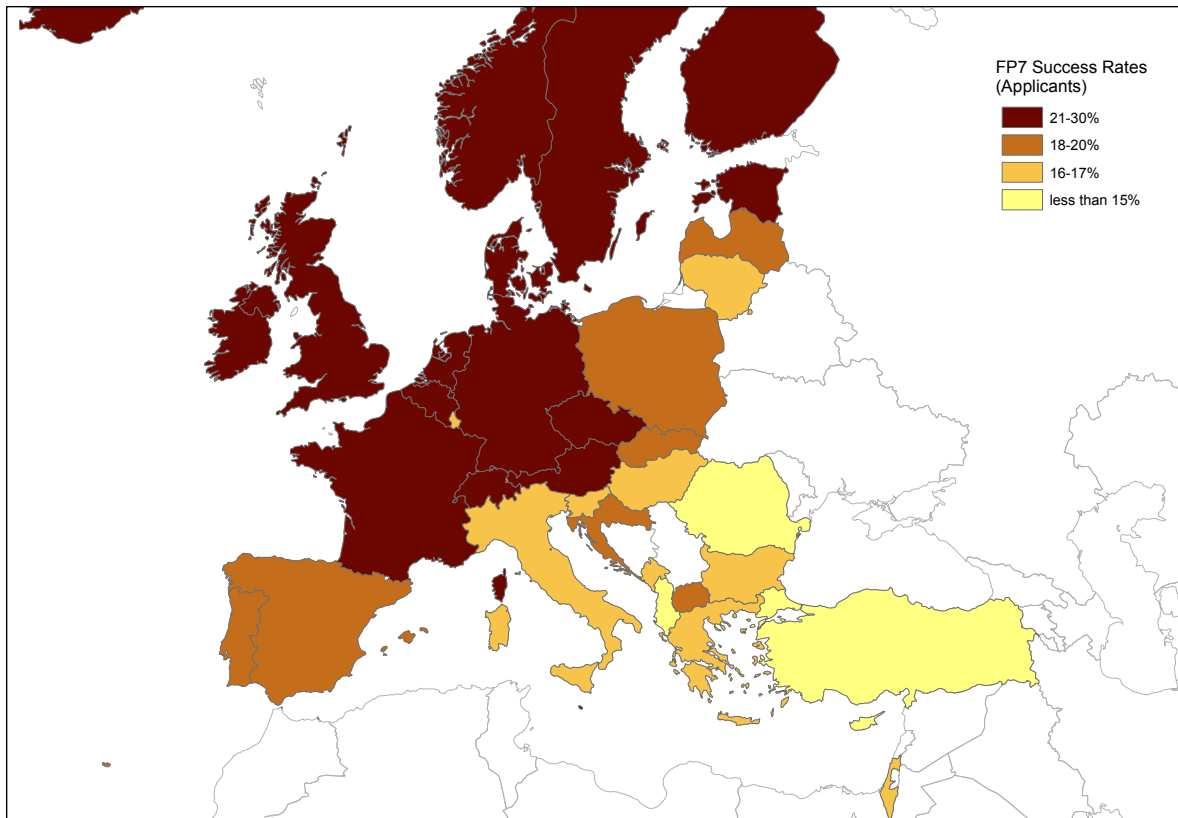 FP7 Success Rates
(Applicants)
21-30%
18-20%
16-17%
less than 15%